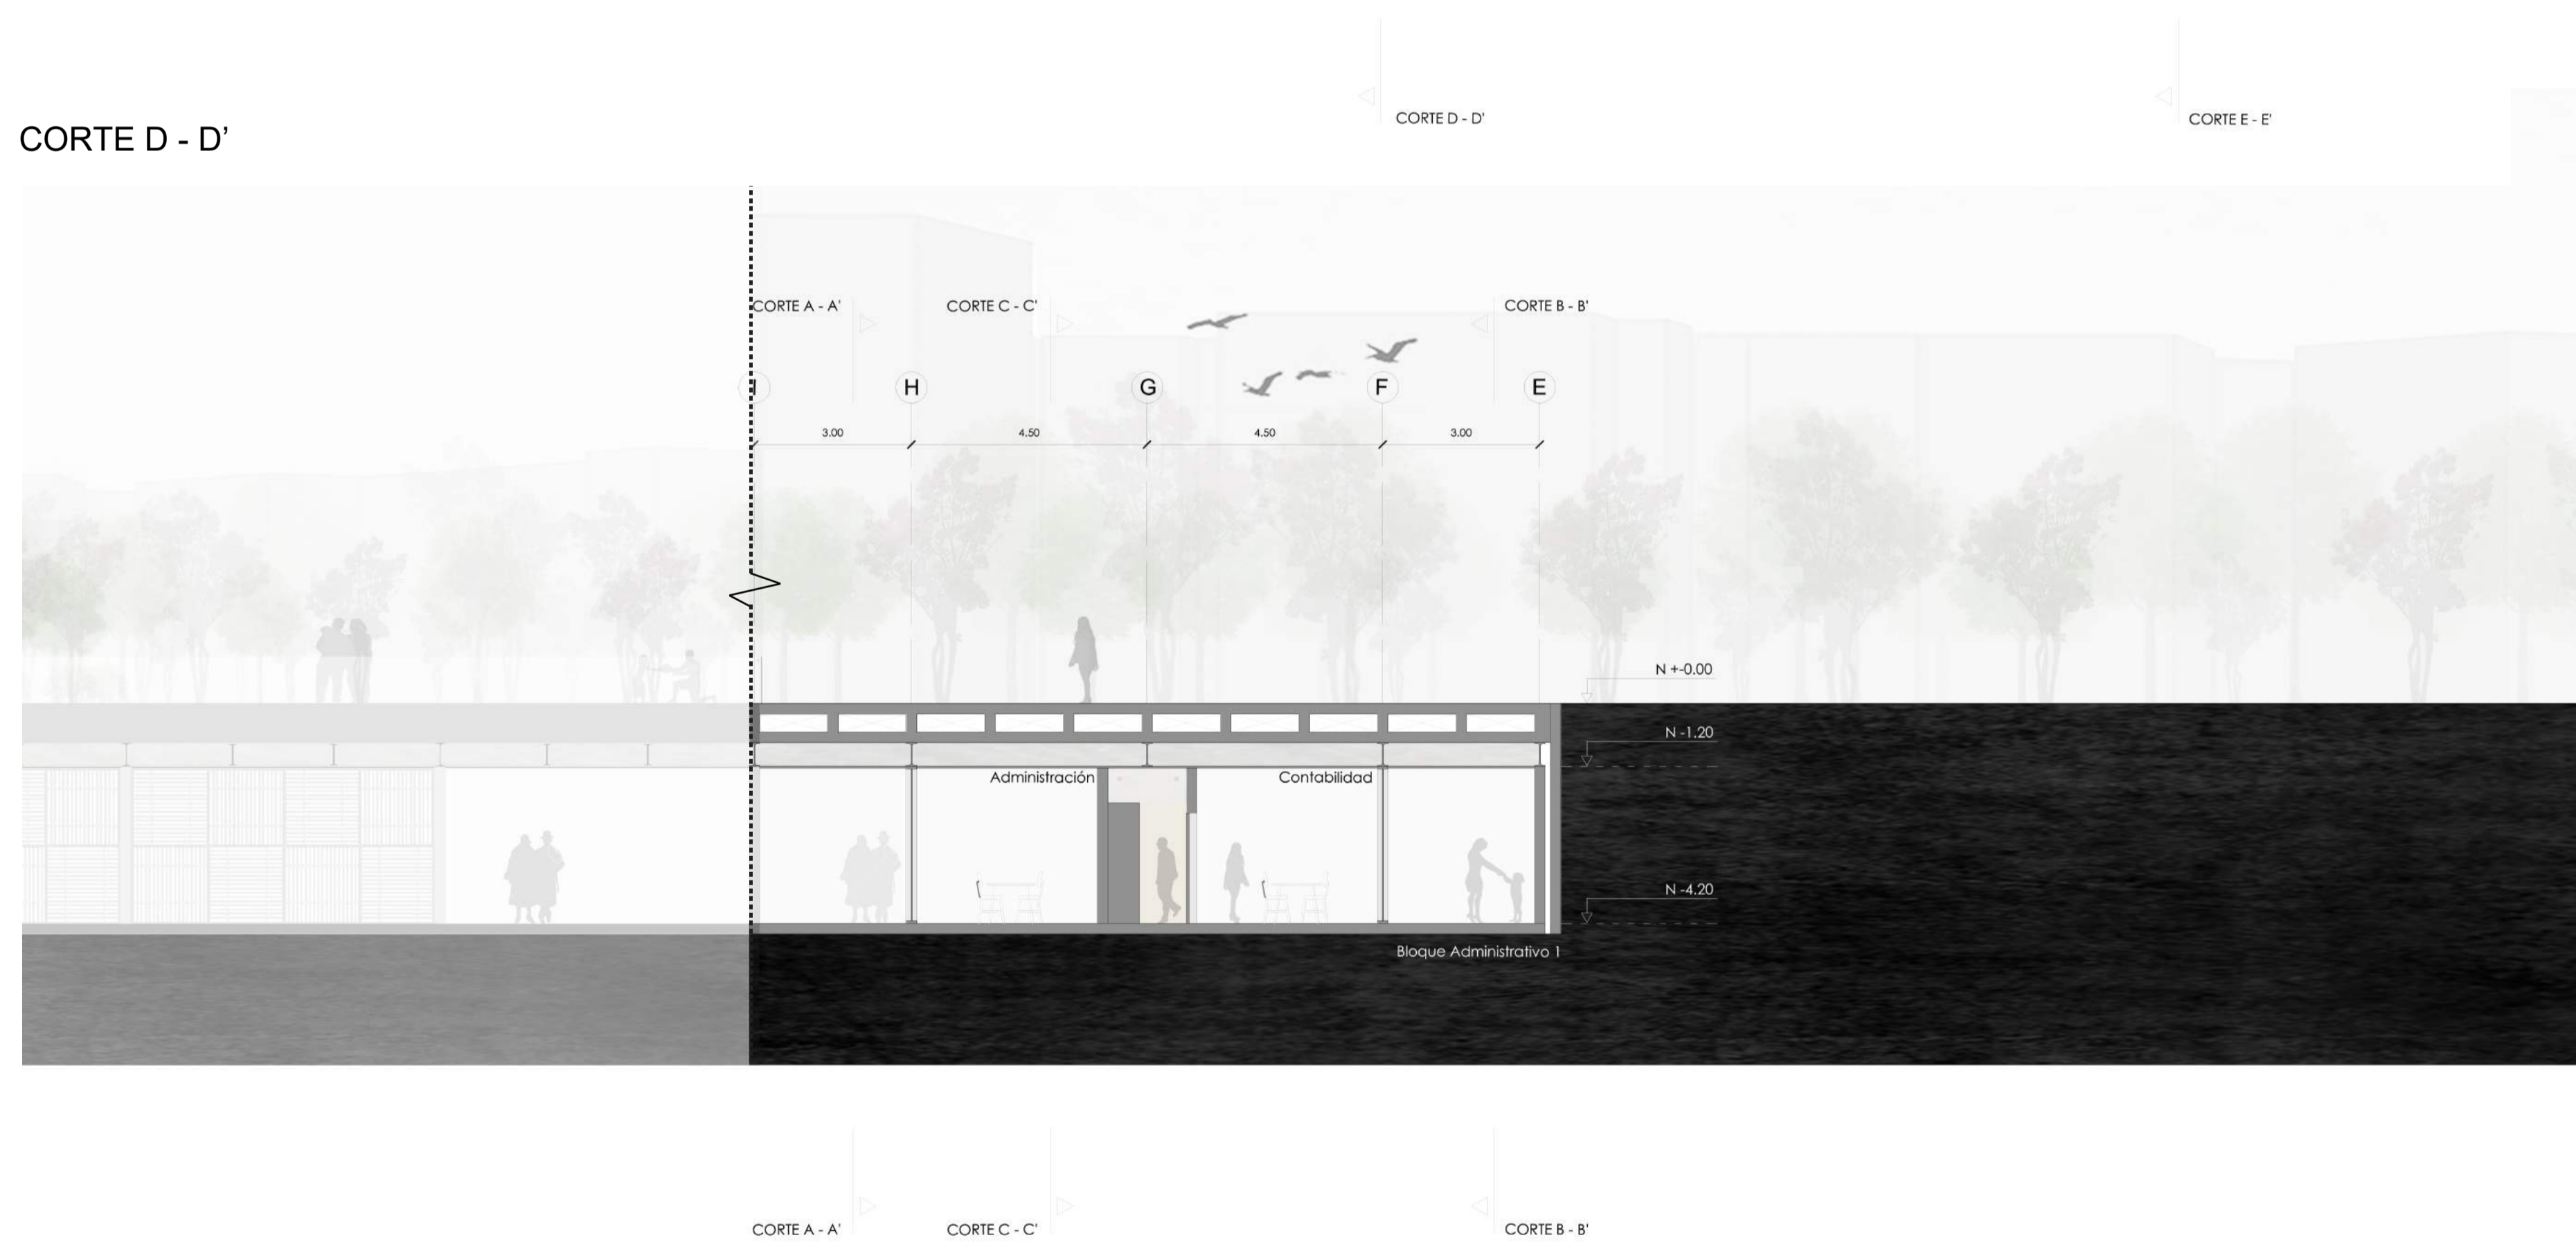 CORTE D - D'
CORTE E - E'
CORTE D - D’
CORTE A - A'
CORTE C - C'
CORTE B - B'
I
H
G
F
E
3.00
4.50
4.50
3.00
N +-0.00
N -1.20
Administración
Contabilidad
N -4.20
Bloque Administrativo 1
CORTE A - A'
CORTE C - C'
CORTE B - B'